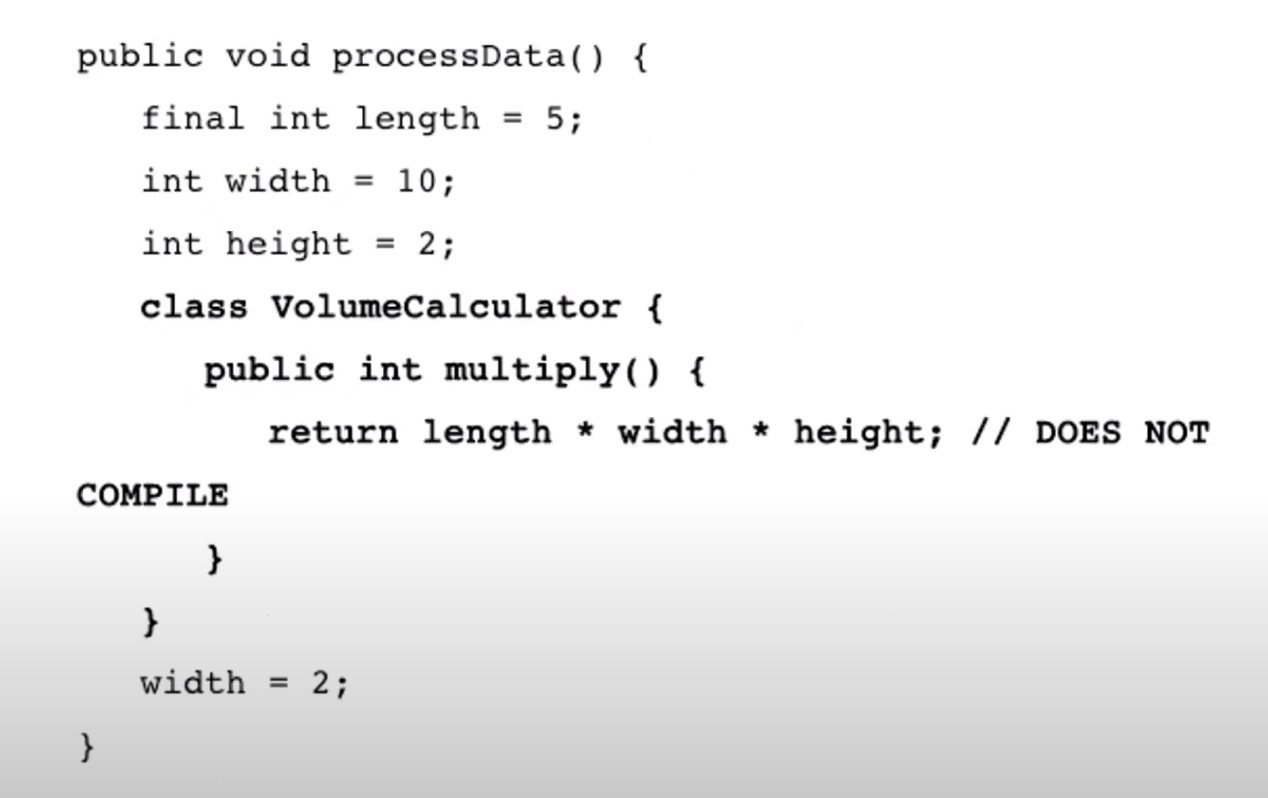 public void processData() {
final int length = 5;
int width = 10;
int height = 2;
class VolumeCalculator {
public int multiply() {
return length * width * height; // DOES NOT
COMPILE
}
}
width = 2;
}